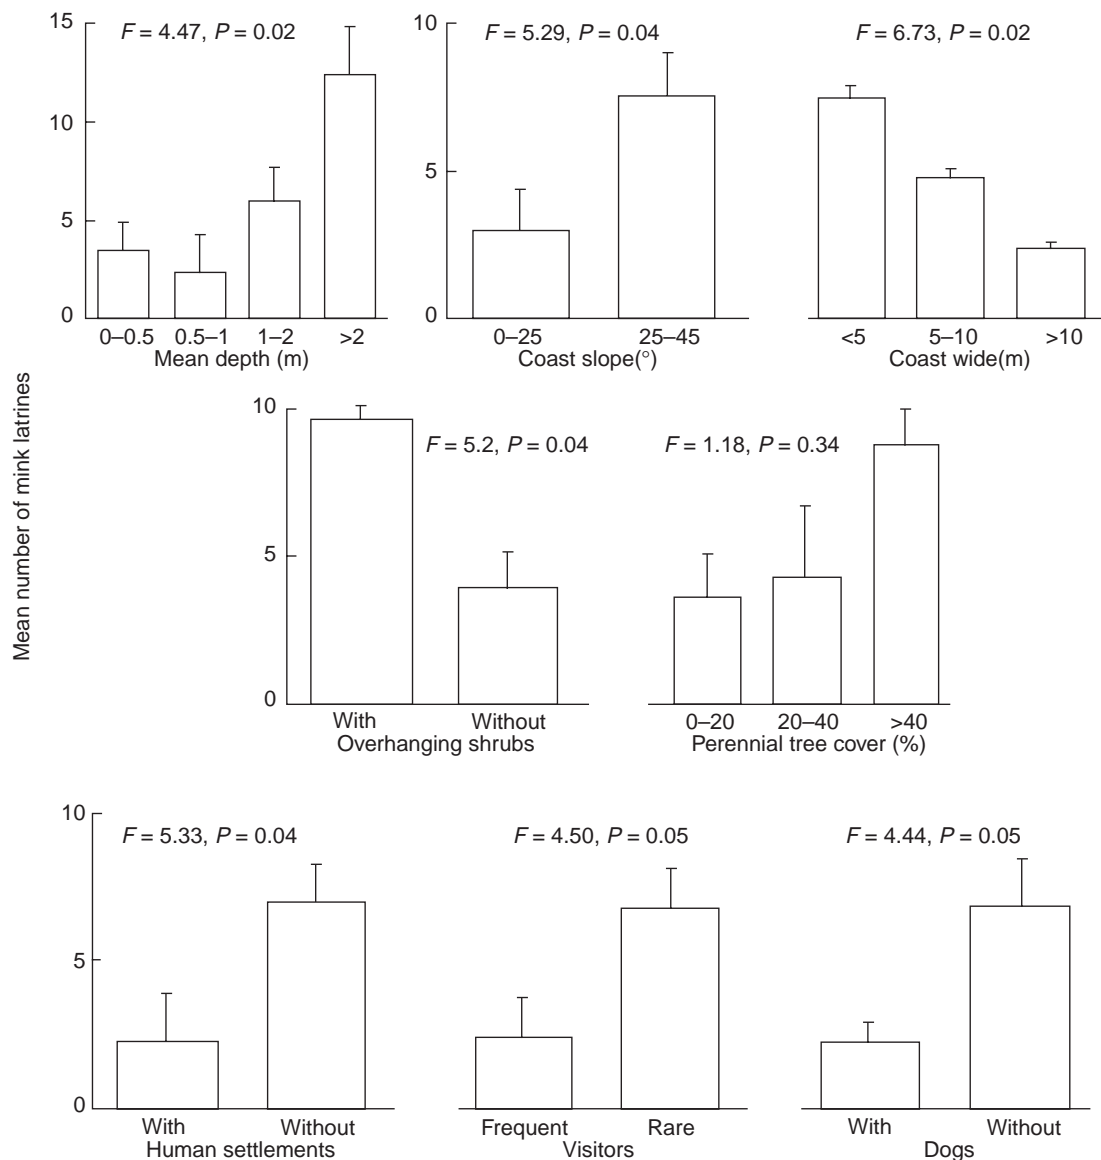 Mean number of mink latrines
15
10
5
0
F = 4.47, P = 0.02
0–0.5 0.5–1 1–2 >2
Mean depth (m)
10
5
0
F = 5.29, P = 0.04
0–25 25–45
Coast slope(°)
F = 6.73, P = 0.02
<5 5–10 >10
Coast wide(m)
10
5
0
F = 5.2, P = 0.04
With Without
Overhanging shrubs
F = 1.18, P = 0.34
0–20 20–40 >40
Perennial tree cover (%)
10
5
0
F = 5.33, P = 0.04
With Without
Human settlements
F = 4.50, P = 0.05
Frequent Rare
Visitors
F = 4.44, P = 0.05
With Without
Dogs